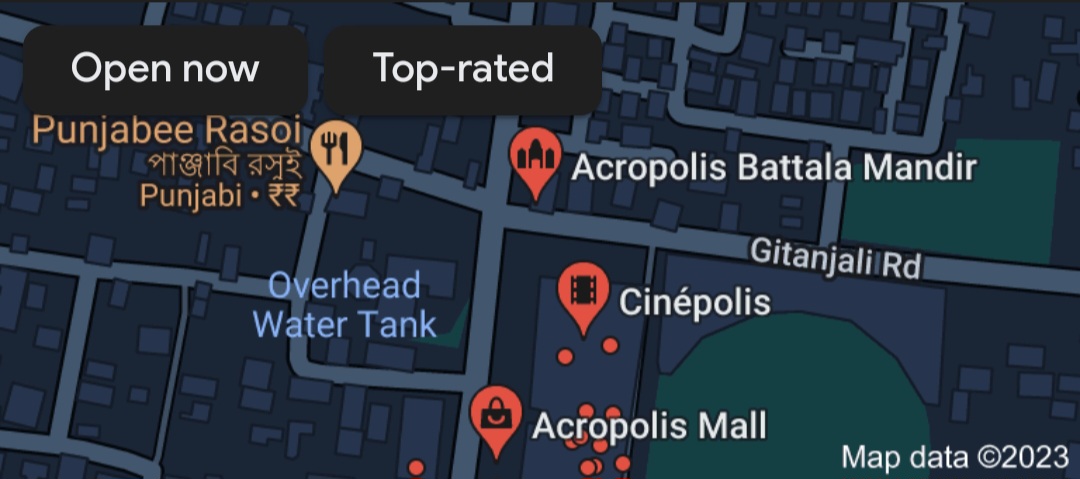 Open now
Top-rated
Punjabee Rasoi
পাঞ্জাবি রসুই
Punjabi • ₹₹
Acropolis Battala Mandir
Gitanjali Rd
Overhead
Water Tank
Cinépolis
Acropolis Mall
Map data ©2023